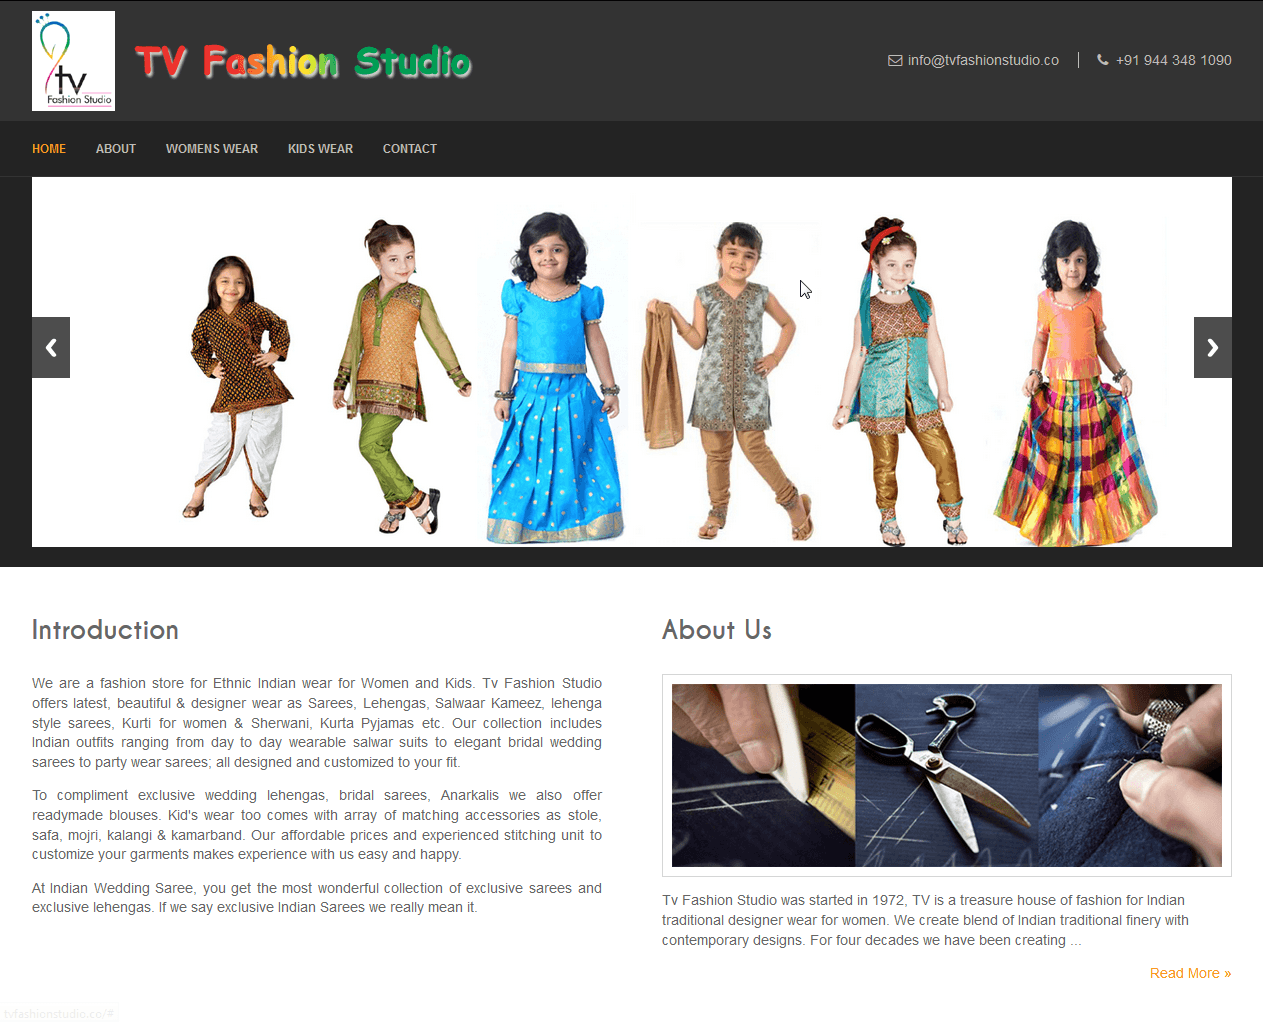 tv
Fashion Studio
TV Fashion Studio
info@tvfashionstudio.co
+91 944 348 1090
HOME
ABOUT
WOMENS WEAR
KIDS WEAR
CONTACT
Introduction
We are a fashion store for Ethnic Indian wear for Women and Kids. Tv Fashion Studio
offers latest, beautiful & designer wear as Sarees, Lehengas, Salwaar Kameez, lehenga
style sarees, Kurti for women & Sherwani, Kurta Pyjamas etc. Our collection includes
Indian outfits ranging from day to day wearable salwar suits to elegant bridal wedding
sarees to party wear sarees; all designed and customized to your fit.
To compliment exclusive wedding lehengas, bridal sarees, Anarkalis we also offer
readymade blouses. Kid's wear too comes with array of matching accessories as stole,
safa, mojri, kalangi & kamarband. Our affordable prices and experienced stitching unit to
customize your garments makes experience with us easy and happy.
At Indian Wedding Saree, you get the most wonderful collection of exclusive sarees and
exclusive lehengas. If we say exclusive Indian Sarees we really mean it.
About Us
Tv Fashion Studio was started in 1972, TV is a treasure house of fashion for Indian
traditional designer wear for women. We create blend of Indian traditional finery with
contemporary designs. For four decades we have been creating ...
Read More »
tvfashionstudio.co/#